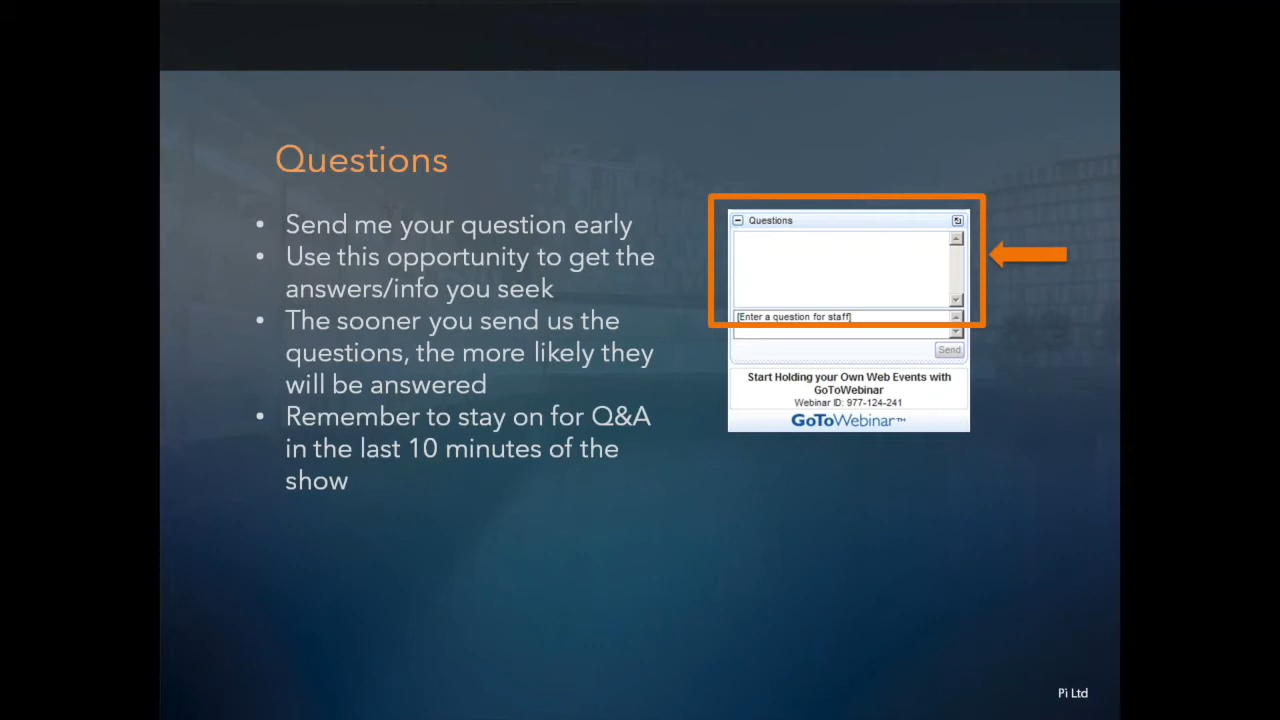 Questions
• Send me your question early
• Use this opportunity to get the
answers/info you seek
• The sooner you send us the
questions, the more likely they
will be answered
• Remember to stay on for Q&A
in the last 10 minutes of the
show
Questions
[Enter a question for staff]
Send
Start Holding your Own Web Events with
GoToWebinar
Webinar ID: 977-124-241
GoToWebinar™
Pi Ltd